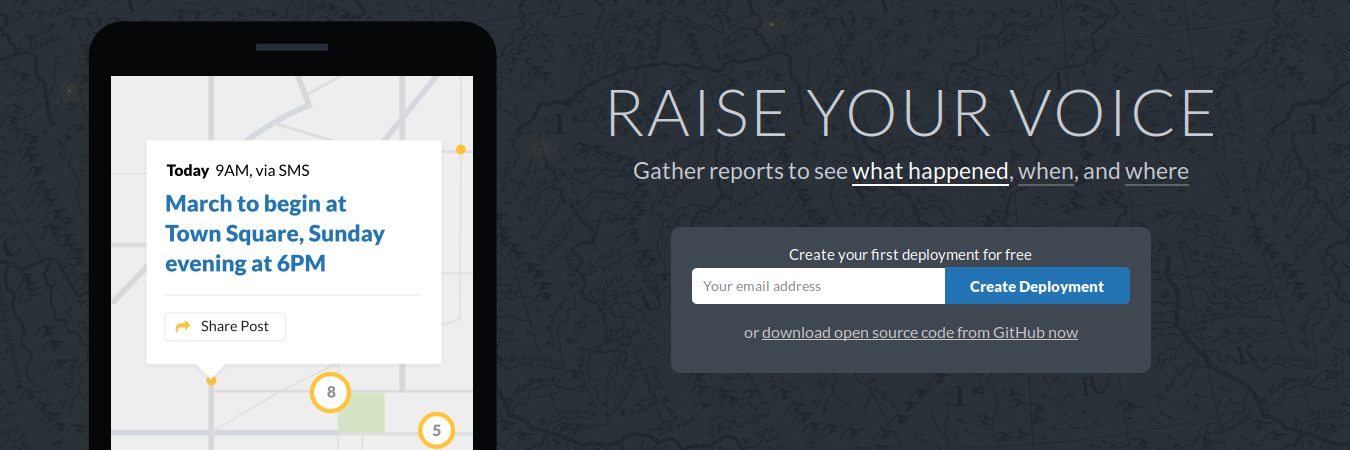 Today 9AM, via SMS
March to begin at
Town Square, Sunday
evening at 6PM
Share Post
8
5
RAISE YOUR VOICE
Gather reports to see what happened, when, and where
Create your first deployment for free
Your email address
Create Deployment
or download open source code from GitHub now